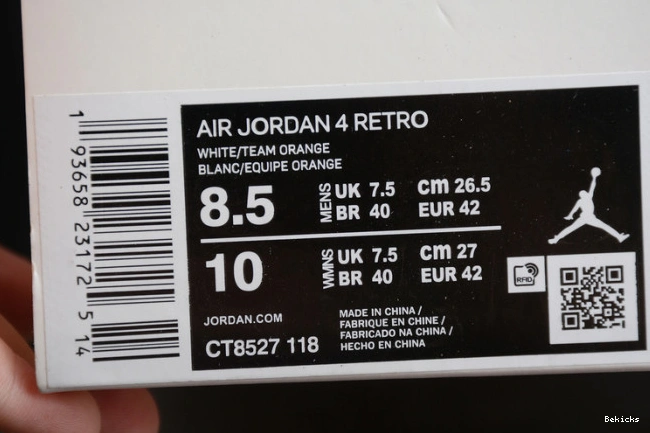 1 93658 23172 5 14
AIR JORDAN 4 RETRO
WHITE/TEAM ORANGE
BLANC/EQUIPE ORANGE
8.5 MENS UK 7.5 cm 26.5
BR 40 EUR 42
10 WMNS UK 7.5 cm 27
BR 40 EUR 42
RFID
JORDAN.COM
CT8527 118
MADE IN CHINA /
FABRIQUE EN CHINE /
FABRICADO NA CHINA /
HECHO EN CHINA
Bekicks